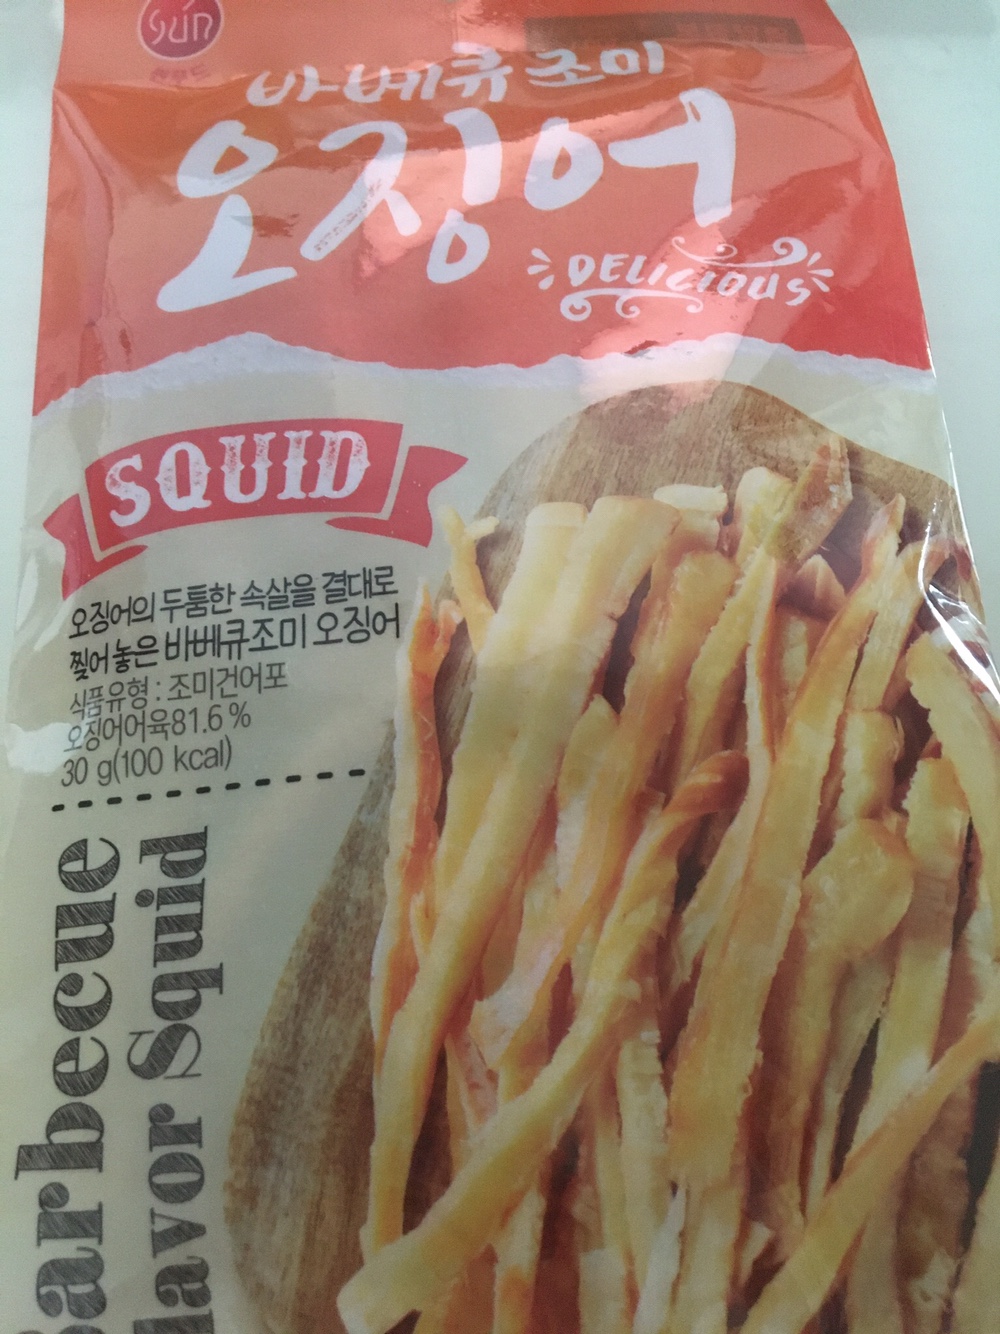 sun
바베큐 조미
오징어
DELICIOUS
SQUID
오징어의 두툼한 속살을 결대로
찢어 놓은 바베큐조미 오징어
식품유형 : 조미건어포
오징어어육81.6 %
30 g(100 kcal)
Barbecue
flavor Squid